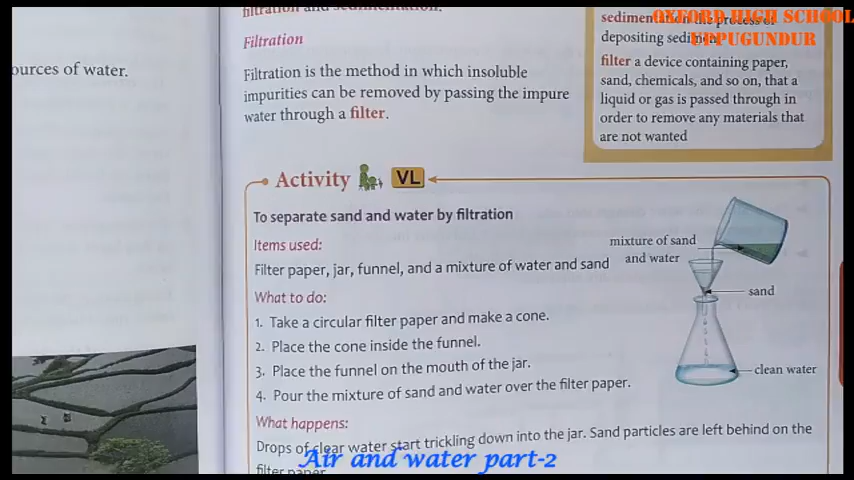 filtration and sedimentation.
Filtration
ources of water.
Filtration is the method in which insoluble
impurities can be removed by passing the impure
water through a filter.
OXFORD HIGH SCHOOL
UPPUGUNDUR
sedimentation the process of
depositing sediment
filter a device containing paper,
sand, chemicals, and so on, that a
liquid or gas is passed through in
order to remove any materials that
are not wanted
Activity VL
To separate sand and water by filtration
Items used:
Filter paper, jar, funnel, and a mixture of water and sand
What to do:
1. Take a circular filter paper and make a cone.
2. Place the cone inside the funnel.
3. Place the funnel on the mouth of the jar.
4. Pour the mixture of sand and water over the filter paper.
mixture of sand
and water
sand
clean water
What happens:
Drops of clear water start trickling down into the jar. Sand particles are left behind on the
filter paper.
Air and water part-2